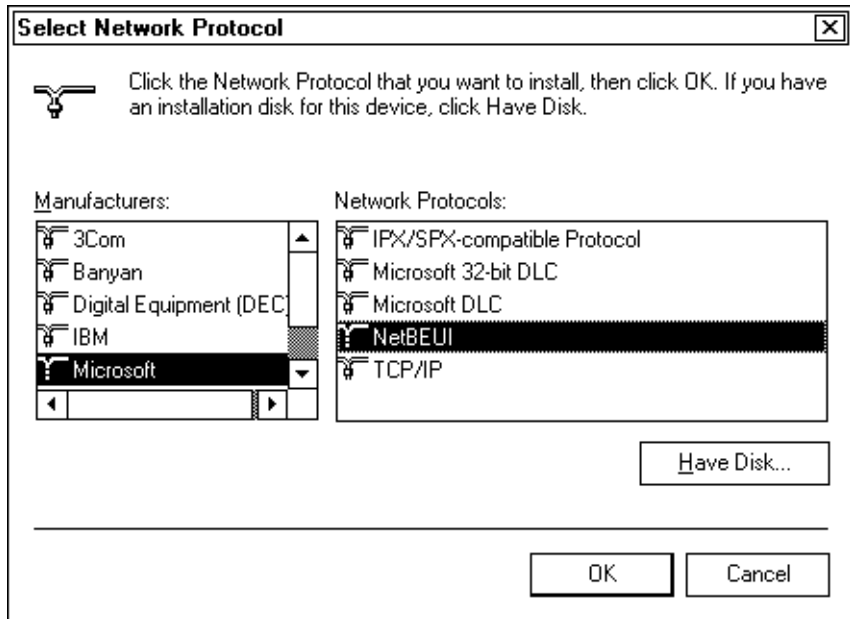 Select Network Protocol
Click the Network Protocol that you want to install, then click OK. If you have
an installation disk for this device, click Have Disk.
Manufacturers:
3Com
Banyan
Digital Equipment (DEC)
IBM
Microsoft
Network Protocols:
IPX/SPX-compatible Protocol
Microsoft 32-bit DLC
Microsoft DLC
NetBEUI
TCP/IP
Have Disk...
OK
Cancel